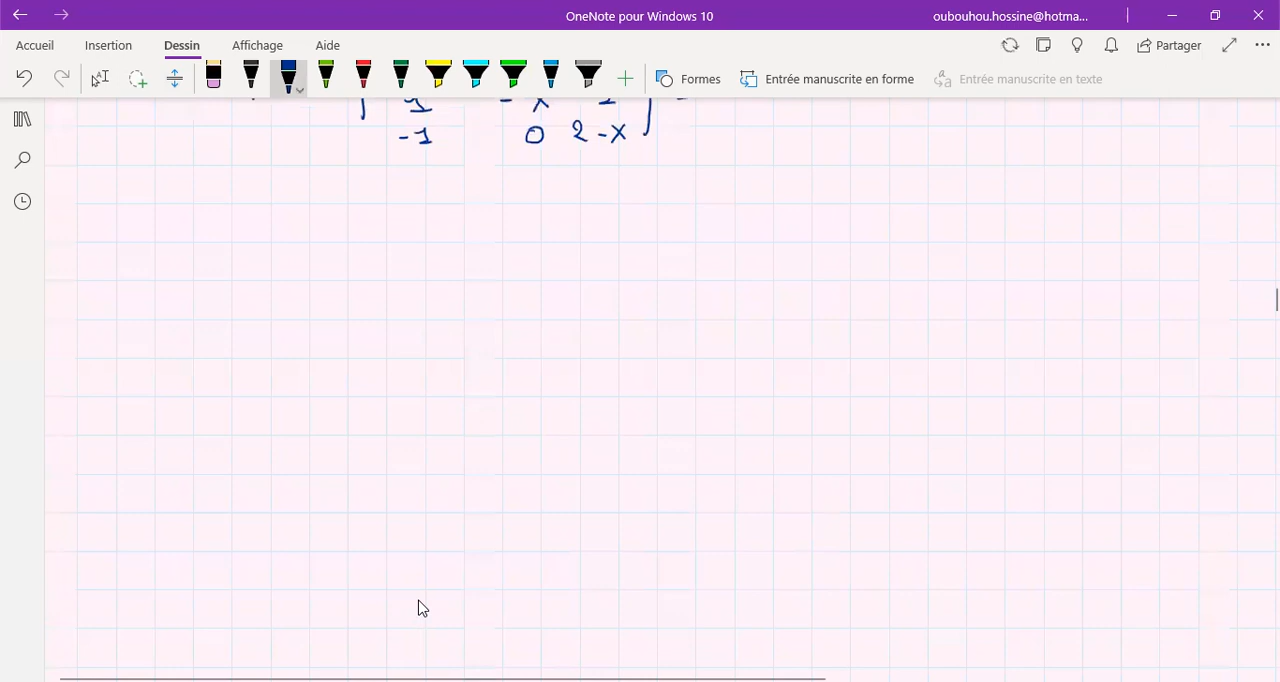 OneNote pour Windows 10
oubouhou.hossine@hotma...
Accueil Insertion Dessin Affichage Aide
Partager
Formes Entrée manuscrite en forme Entrée manuscrite en texte
-1 0 2 -X